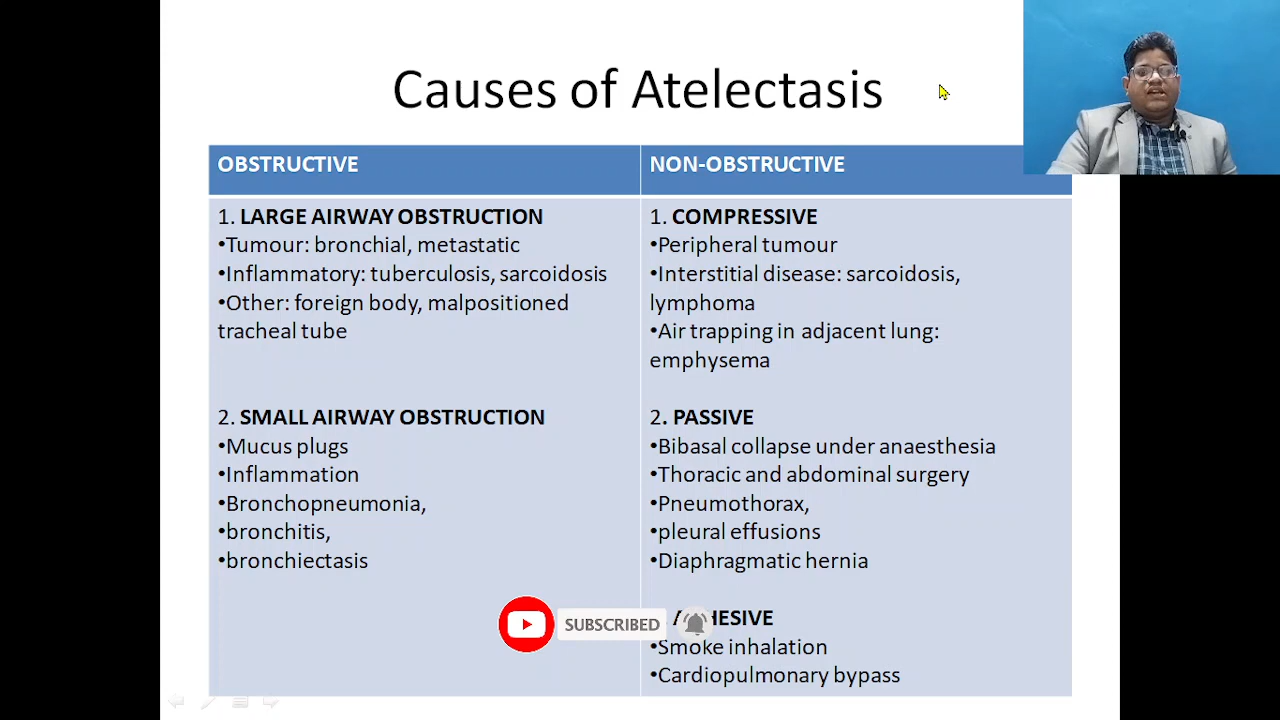 Causes of Atelectasis
OBSTRUCTIVE
1. LARGE AIRWAY OBSTRUCTION
•Tumour: bronchial, metastatic
•Inflammatory: tuberculosis, sarcoidosis
•Other: foreign body, malpositioned
tracheal tube
2. SMALL AIRWAY OBSTRUCTION
•Mucus plugs
•Inflammation
•Bronchopneumonia,
•bronchitis,
•bronchiectasis
NON-OBSTRUCTIVE
1. COMPRESSIVE
•Peripheral tumour
•Interstitial disease: sarcoidosis,
lymphoma
•Air trapping in adjacent lung:
emphysema
2. PASSIVE
•Bibasal collapse under anaesthesia
•Thoracic and abdominal surgery
•Pneumothorax,
•pleural effusions
•Diaphragmatic hernia
•Smoke inhalation
•Cardiopulmonary bypass
SUBSCRIBED